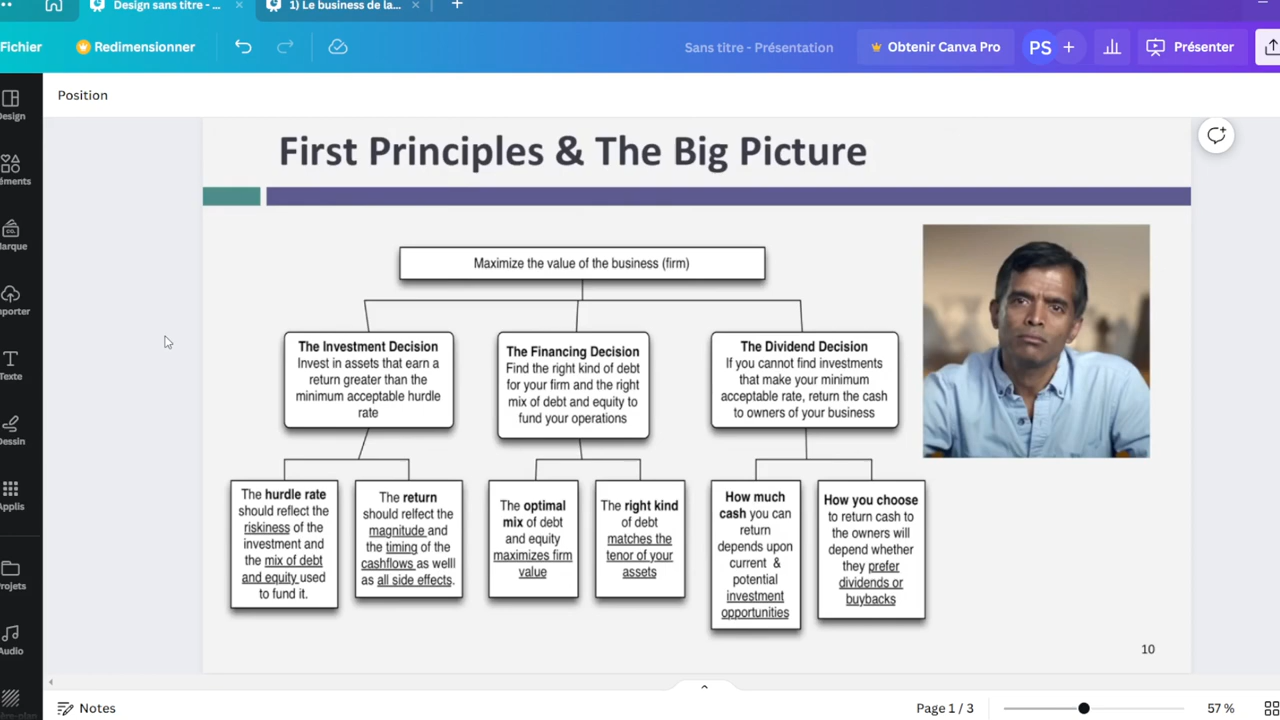 Design sans titre - ...
1) Le business de la...
Fichier
Redimensionner
Sans titre - Présentation
Obtenir Canva Pro
PS
Présenter
Position
First Principles & The Big Picture
Maximize the value of the business (firm)
The Investment Decision
Invest in assets that earn a
return greater than the
minimum acceptable hurdle
rate
The Financing Decision
Find the right kind of debt
for your firm and the right
mix of debt and equity to
fund your operations
The Dividend Decision
If you cannot find investments
that make your minimum
acceptable rate, return the cash
to owners of your business
The hurdle rate
should reflect the
riskiness of the
investment and
the mix of debt
and equity used
to fund it.
The return
should relfect the
magnitude and
the timing of the
cashflows as welll
as all side effects.
The optimal
mix of debt
and equity
maximizes firm
value
The right kind
of debt
matches the
tenor of your
assets
How much
cash you can
return
depends upon
current &
potential
investment
opportunities
How you choose
to return cash to
the owners will
depend whether
they prefer
dividends or
buybacks
10
esign
éments
arque
CO.
porter
Texte
Dessin
Applis
rojets
Audio
Notes
Page 1 / 3
57 %